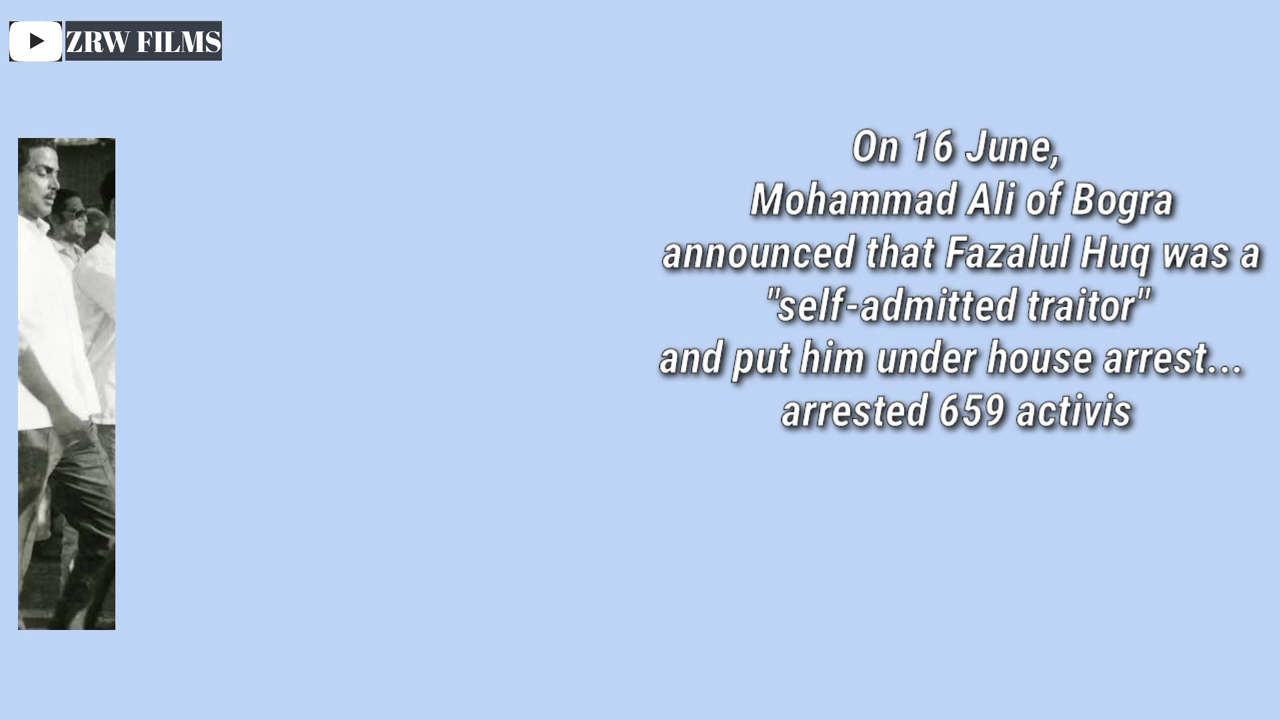 ZRW FILMS
On 16 June,
Mohammad Ali of Bogra
announced that Fazalul Huq was a
"self-admitted traitor"
and put him under house arrest...
arrested 659 activis